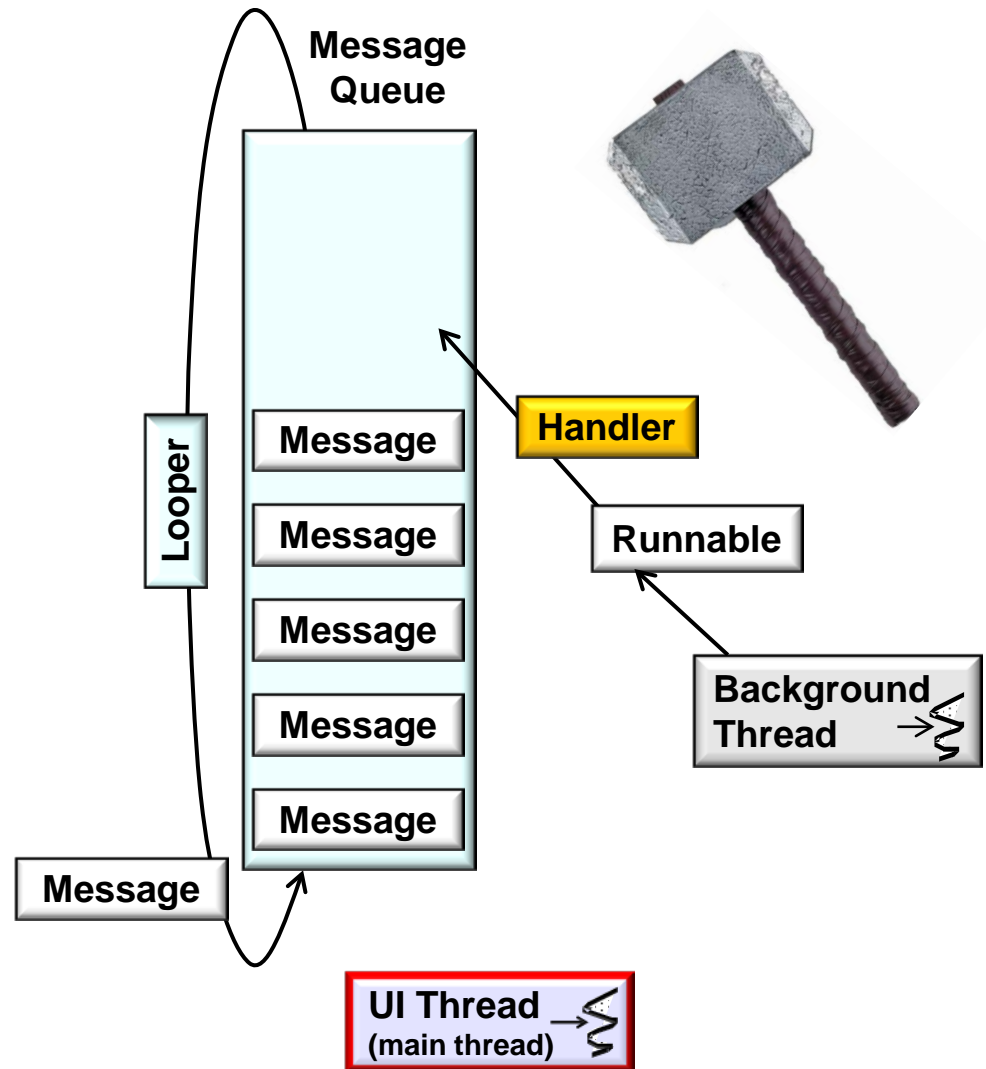 Message
Queue
Message
Handler
Looper
Message
Runnable
Message
Background
Thread
Message
Message
Message
UI Thread
(main thread)